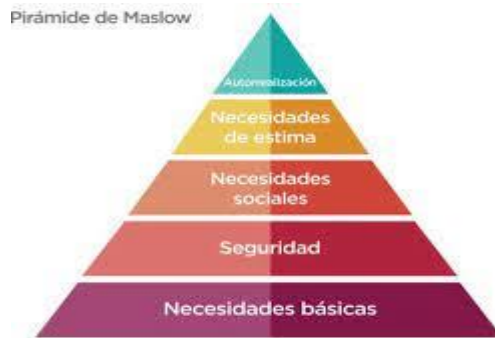 Pirámide de Maslow
Autorrealización
Necesidades
de estima
Necesidades
sociales
Seguridad
Necesidades básicas